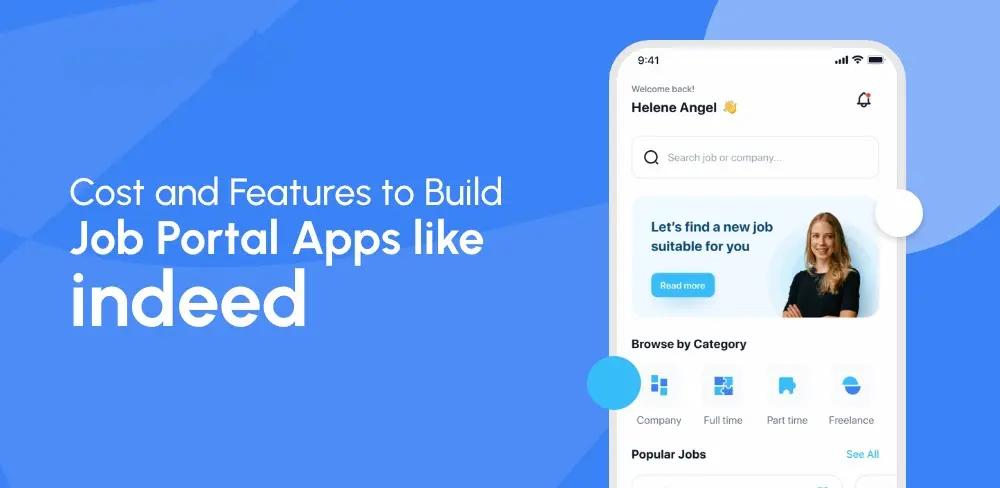 Cost and Features to Build
Job Portal Apps like
indeed
9:41
Welcome back!
Helene Angel 👋
Search job or company...
Let's find a new job
suitable for you
Read more
Browse by Category
Company Full time Part time Freelance
Popular Jobs See All